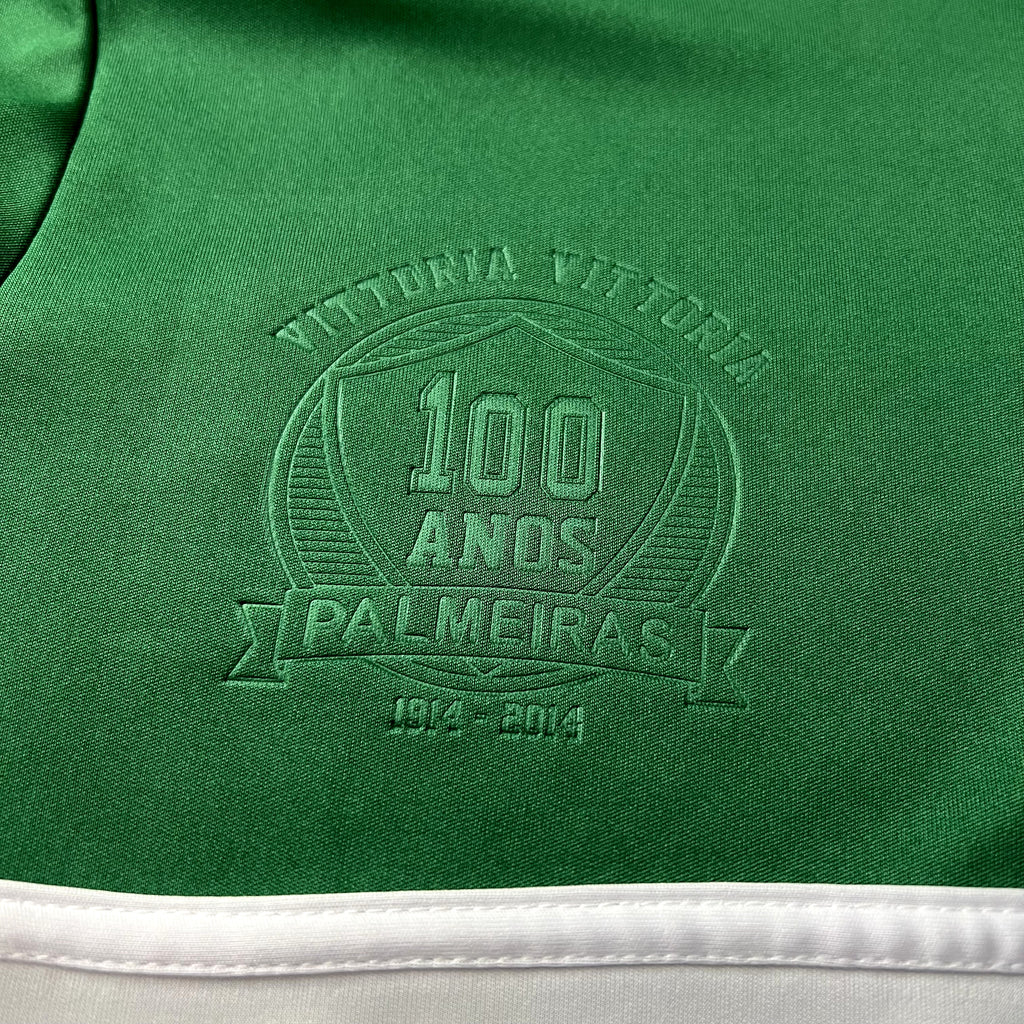 VITTORIA VITTORIA
100
ANOS
PALMEIRAS
1914 - 2014